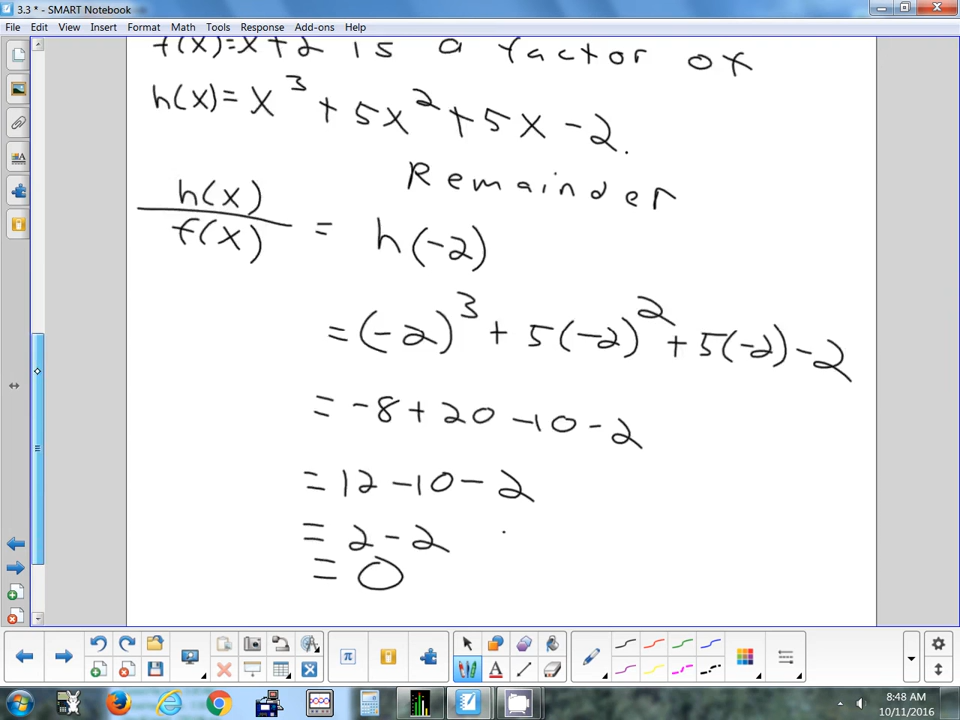 3.3 * - SMART Notebook
File Edit View Insert Format Math Tools Response Add-ons Help
f(x)=x+2 is a factor of
h(x)= x³ + 5x² + 5x - 2.
Remainder
h(x)/f(x) = h(-2)
= (-2)³ + 5(-2)² + 5(-2) - 2
= -8 + 20 - 10 - 2
= 12 - 10 - 2
= 2 - 2
= 0
π
A
8:48 AM
10/11/2016